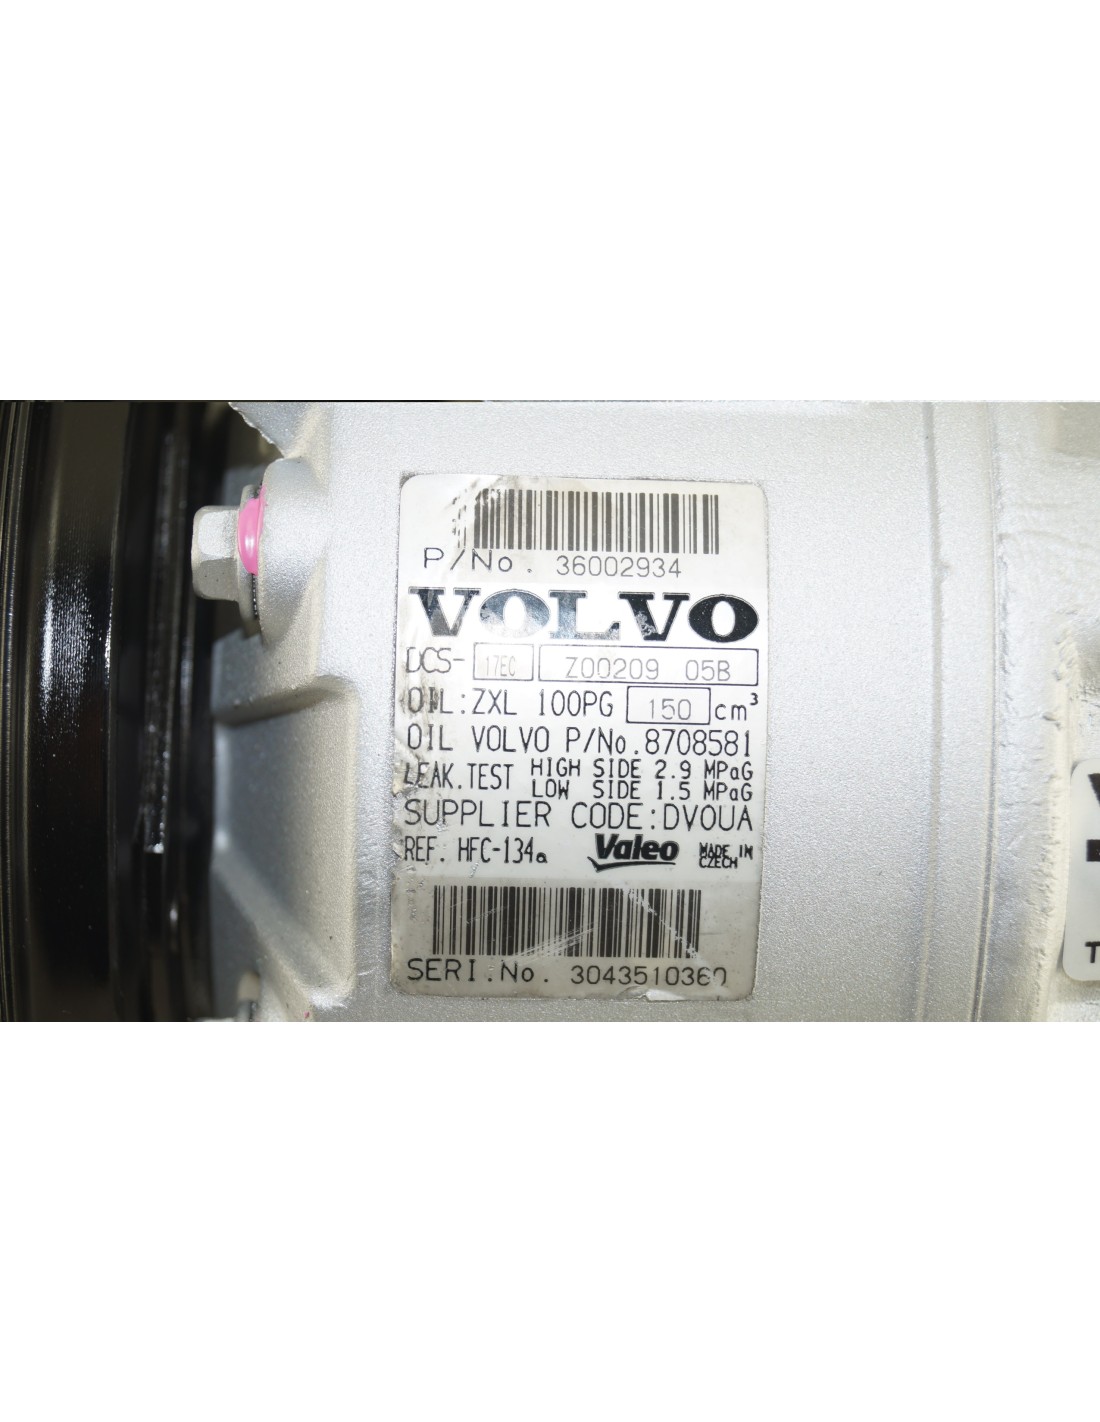 P/No. 36002934
VOLVO
DCS- 17EC Z00209 05B
OIL:ZXL 100PG 150 cm³
OIL VOLVO P/No.8708581
LEAK.TEST HIGH SIDE 2.9 MPaG
LOW SIDE 1.5 MPaG
SUPPLIER CODE:DVOUA
REF. HFC-134a Valeo MADE IN
CZECH
SERI.No. 3043510360